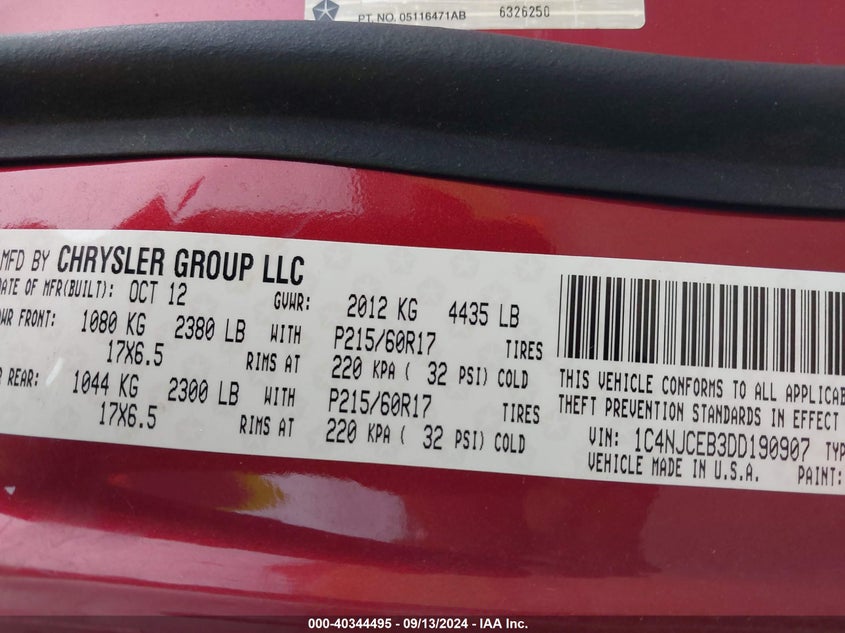 PT. NO. 05116471AB 6326250
MFD BY CHRYSLER GROUP LLC
DATE OF MFR(BUILT): OCT 12 GVWR: 2012 KG 4435 LB
FRONT: 1080 KG 2380 LB WITH P215/60R17 TIRES
17X6.5 RIMS AT 220 KPA ( 32 PSI) COLD
REAR: 1044 KG 2300 LB WITH P215/60R17 TIRES
17X6.5 RIMS AT 220 KPA ( 32 PSI) COLD
THIS VEHICLE CONFORMS TO ALL
THEFT PREVENTION STANDARDS IN EFFECT
VIN: 1C4NJCEB3DD190907
VEHICLE MADE IN U.S.A. PAINT:
000-40344495 - 09/13/2024 - IAA Inc.